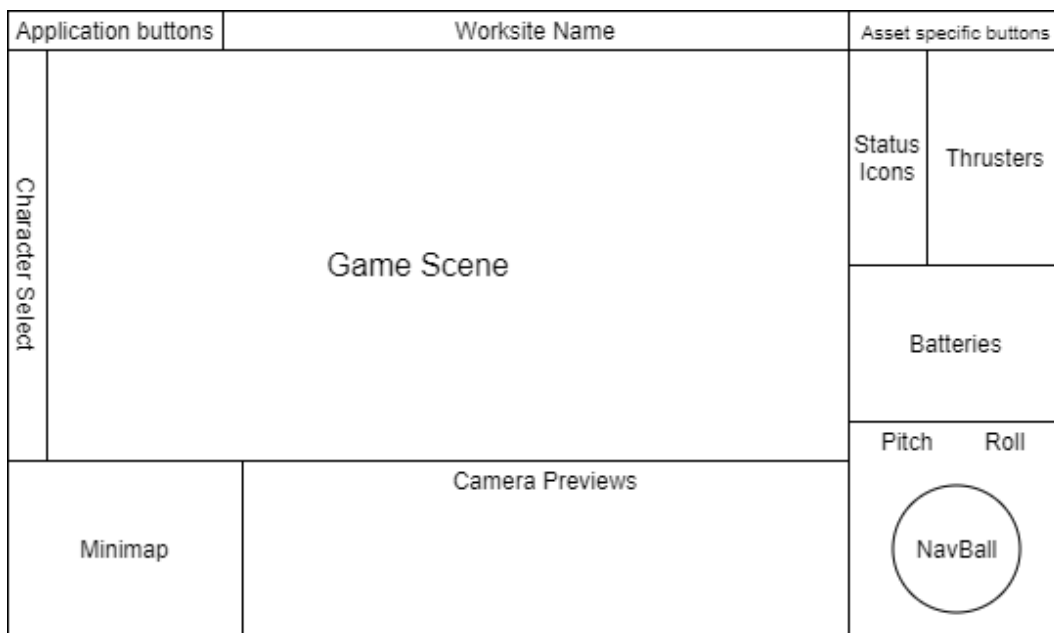 Application buttons
Worksite Name
Asset specific buttons
Character Select
Game Scene
Status
Icons
Thrusters
Batteries
Pitch
Roll
NavBall
Minimap
Camera Previews